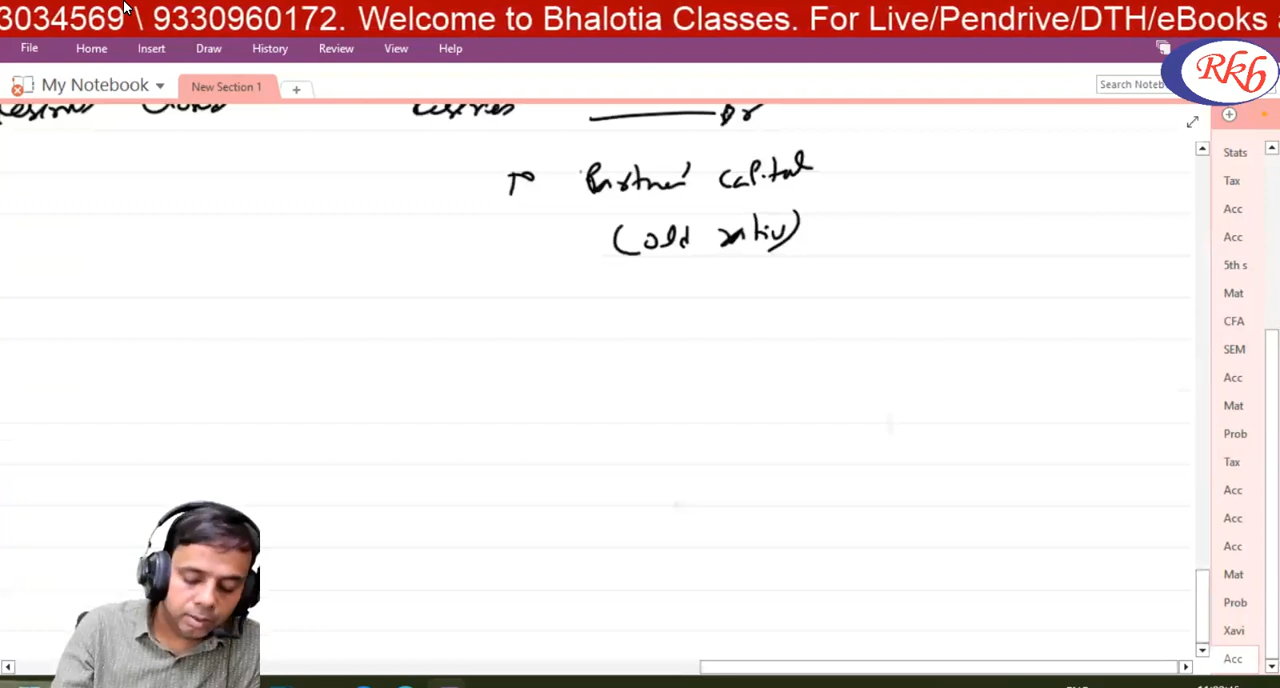 3034569 \ 9330960172. Welcome to Bhalotia Classes. For Live/Pendrive/DTH/eBooks
File Home Insert Draw History Review View Help
Rkb
My Notebook New Section 1 + Search Noteb
Dr
Partners' capital
(old ratio)
Stats
Tax
Acc
Acc
5th s
Mat
CFA
SEM
Acc
Mat
Prob
Tax
Acc
Acc
Acc
Mat
Prob
Xavi
Acc